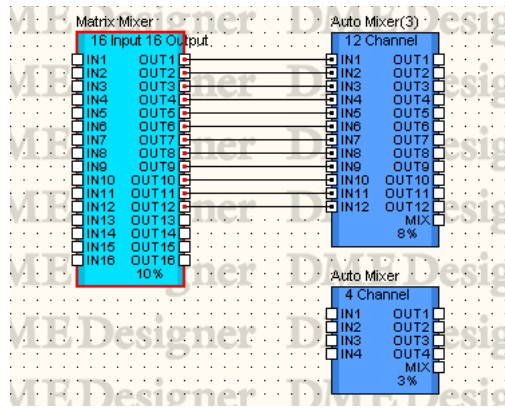 Matrix Mixer
16 Input 16 Output
IN1 OUT1
IN2 OUT2
IN3 OUT3
IN4 OUT4
IN5 OUT5
IN6 OUT6
IN7 OUT7
IN8 OUT8
IN9 OUT9
IN10 OUT10
IN11 OUT11
IN12 OUT12
IN13 OUT13
IN14 OUT14
IN15 OUT15
IN16 OUT16
10%
Auto Mixer(3)
12 Channel
IN1 OUT1
IN2 OUT2
IN3 OUT3
IN4 OUT4
IN5 OUT5
IN6 OUT6
IN7 OUT7
IN8 OUT8
IN9 OUT9
IN10 OUT10
IN11 OUT11
IN12 OUT12
MIX
8%
Auto Mixer
4 Channel
IN1 OUT1
IN2 OUT2
IN3 OUT3
IN4 OUT4
MIX
3%
DME Designer